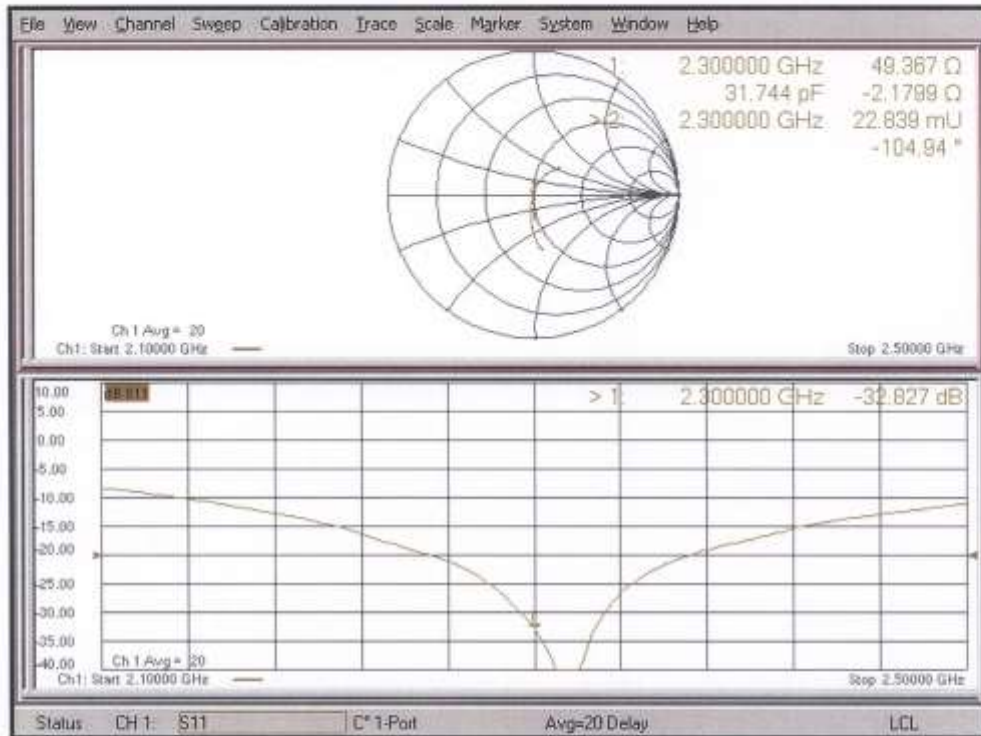 File View Channel Sweep Calibration Trace Scale Marker System Window Help
1: 2.300000 GHz 49.367 Ω
31.744 pF -2.1799 Ω
> 2: 2.300000 GHz 22.839 mU
-104.94 °
Ch 1 Avg = 20
Ch1: Start 2.10000 GHz
Stop 2.50000 GHz
10.00
dB S11
> 1: 2.300000 GHz -32.827 dB
5.00
0.00
-5.00
-10.00
-15.00
-20.00
-25.00
-30.00
-35.00
-40.00
Ch 1 Avg = 20
Ch1: Start 2.10000 GHz
Stop 2.50000 GHz
Status CH 1: S11 C* 1-Port Avg=20 Delay LCL